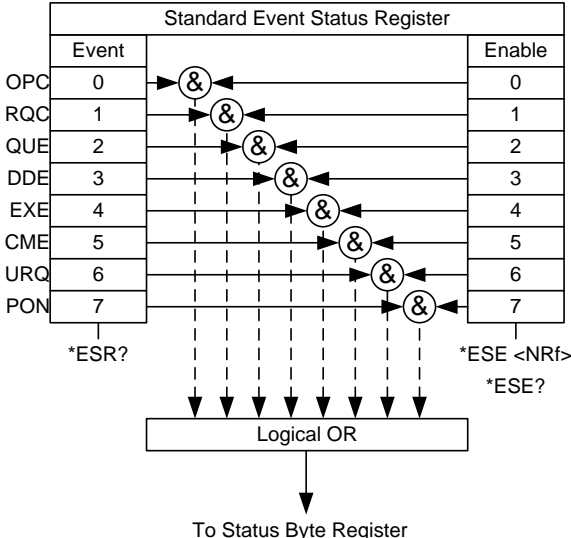 Standard Event Status Register
Event Enable
OPC 0 & 0
RQC 1 & 1
QUE 2 & 2
DDE 3 & 3
EXE 4 & 4
CME 5 & 5
URQ 6 & 6
PON 7 & 7
*ESR? *ESE <NRf>
*ESE?
Logical OR
To Status Byte Register